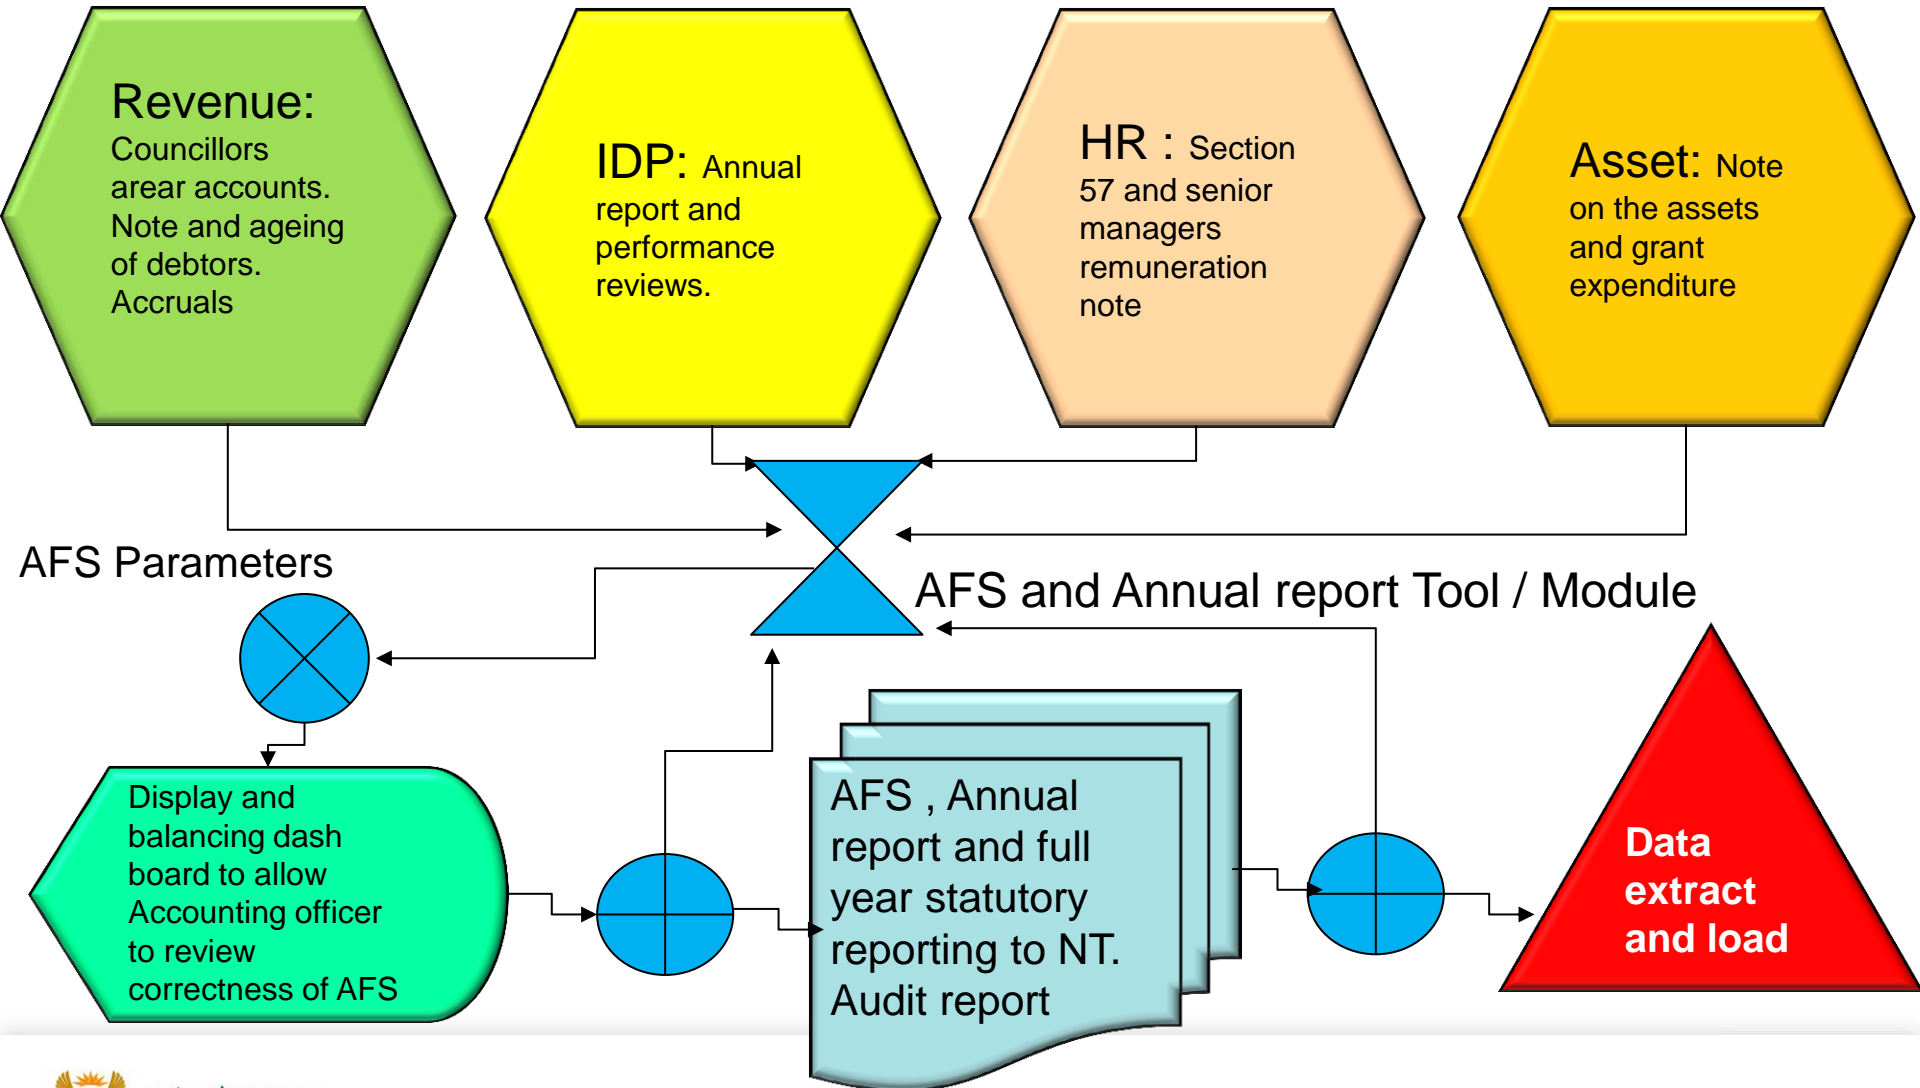 Revenue:
Councillors
arear accounts.
Note and ageing
of debtors.
Accruals
IDP: Annual
report and
performance
reviews.
HR : Section
57 and senior
managers
remuneration
note
Asset: Note
on the assets
and grant
expenditure
AFS Parameters
AFS and Annual report Tool / Module
Display and
balancing dash
board to allow
Accounting officer
to review
correctness of AFS
AFS , Annual
report and full
year statutory
reporting to NT.
Audit report
Data
extract
and load